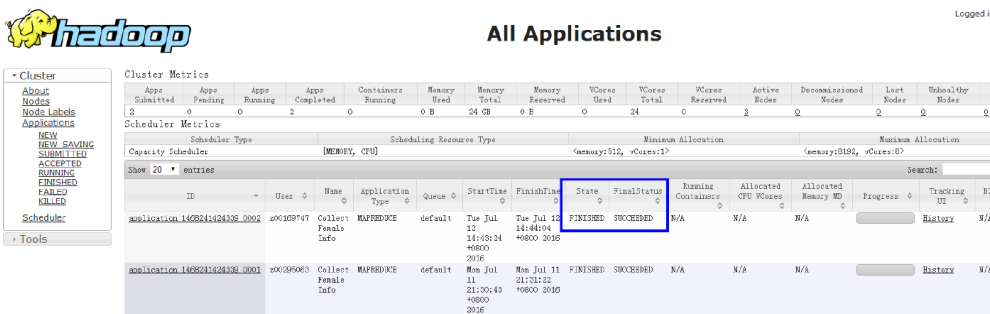 Logged i
hadoop
All Applications
Cluster
About
Nodes
Node Labels
Applications
NEW
NEW_SAVING
SUBMITTED
ACCEPTED
RUNNING
FINISHED
FAILED
KILLED
Scheduler
Tools
Cluster Metrics
Apps Submitted Apps Pending Apps Running Apps Completed Containers Running Memory Used Memory Total Memory Reserved VCores Used VCores Total VCores Reserved Active Nodes Decommissioned Nodes Lost Nodes Unhealthy Nodes
2 0 0 2 0 0 B 24 GB 0 B 0 24 0 3 0 0 0
Scheduler Metrics
Scheduler Type Scheduling Resource Type Minimum Allocation Maximum Allocation
Capacity Scheduler [MEMORY, CPU] <memory:512, vCores:1> <memory:8192, vCores:8>
Show 20 entries Search:
ID User Name Application Type Queue StartTime FinishTime State FinalStatus Running Containers Allocated CPU VCores Allocated Memory MB Progress Tracking UI Bl
application_1468241424339_0002 z00169747 Collect Female Info MAPREDUCE default Tue Jul 12 14:43:34 +0800 2016 Tue Jul 12 14:44:04 +0800 2016 FINISHED SUCCEEDED N/A N/A N/A History N/
application_1468241424339_0001 z00295063 Collect Female Info MAPREDUCE default Mon Jul 11 21:30:43 +0800 2016 Mon Jul 11 21:31:22 +0800 2016 FINISHED SUCCEEDED N/A N/A N/A History N/